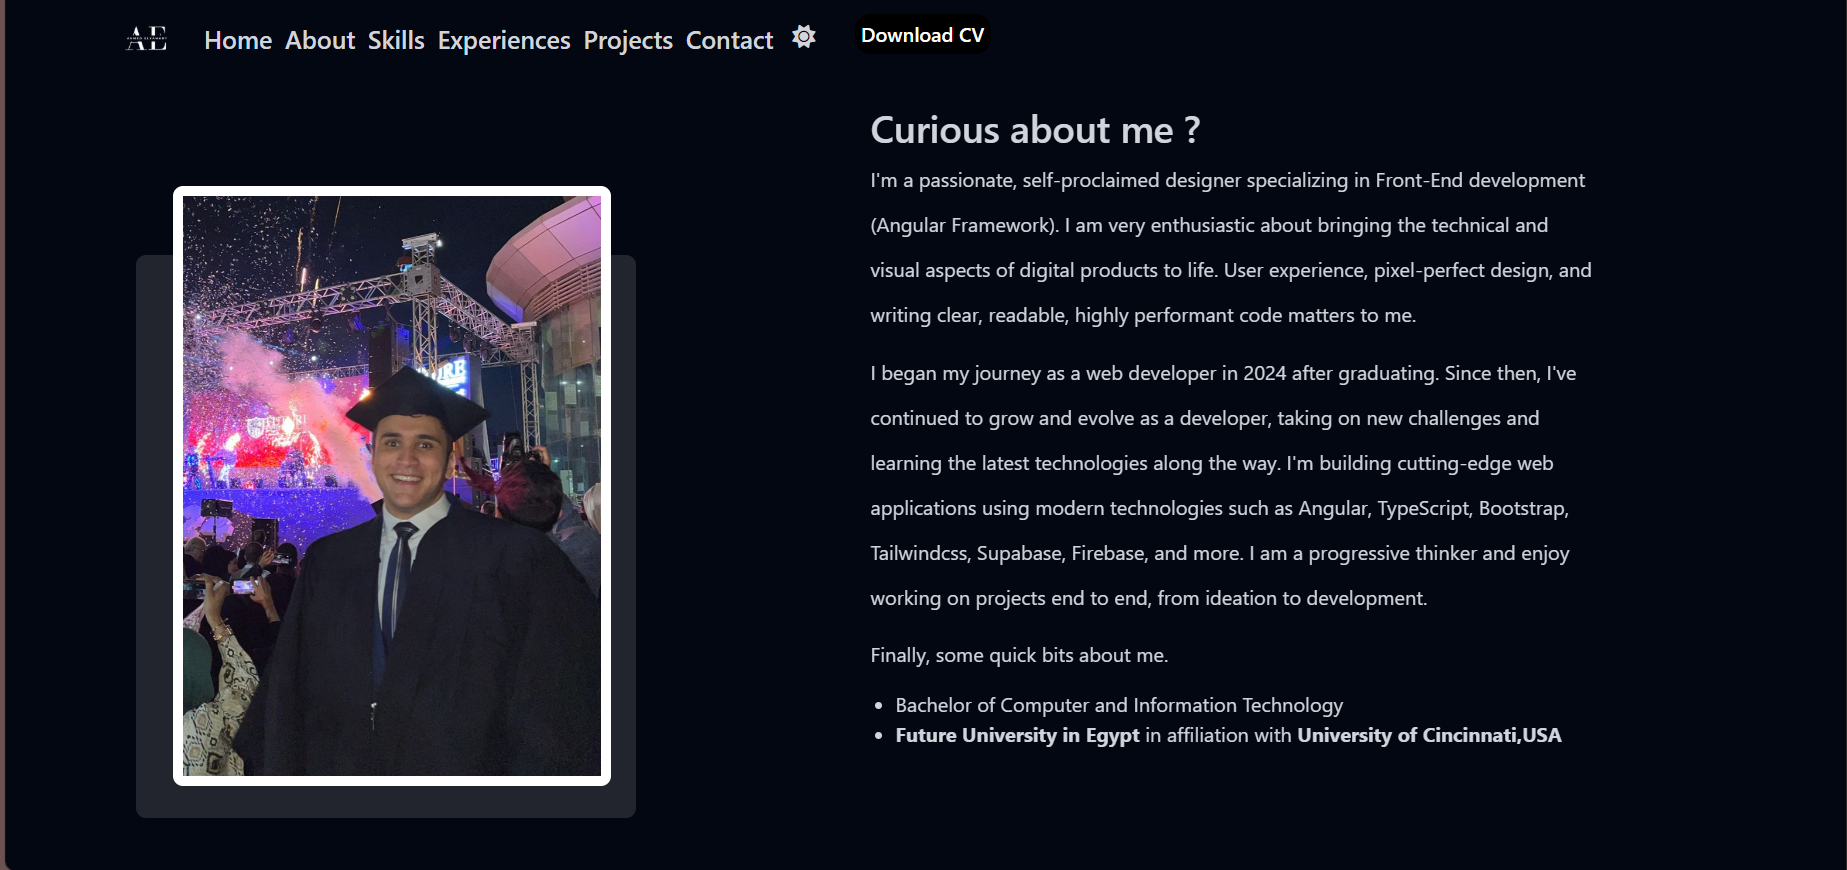 AE
Home About Skills Experiences Projects Contact Download CV
Curious about me ?
I'm a passionate, self-proclaimed designer specializing in Front-End development
(Angular Framework). I am very enthusiastic about bringing the technical and
visual aspects of digital products to life. User experience, pixel-perfect design, and
writing clear, readable, highly performant code matters to me.
I began my journey as a web developer in 2024 after graduating. Since then, I've
continued to grow and evolve as a developer, taking on new challenges and
learning the latest technologies along the way. I'm building cutting-edge web
applications using modern technologies such as Angular, TypeScript, Bootstrap,
Tailwindcss, Supabase, Firebase, and more. I am a progressive thinker and enjoy
working on projects end to end, from ideation to development.
Finally, some quick bits about me.
• Bachelor of Computer and Information Technology
• Future University in Egypt in affiliation with University of Cincinnati,USA